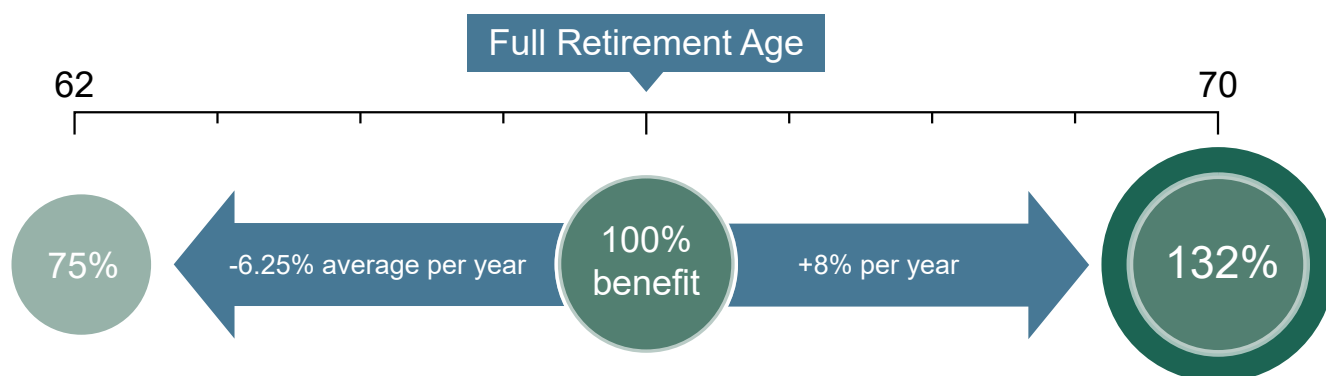 Full Retirement Age
62
70
75%
-6.25% average per year
100%
benefit
+8% per year
132%